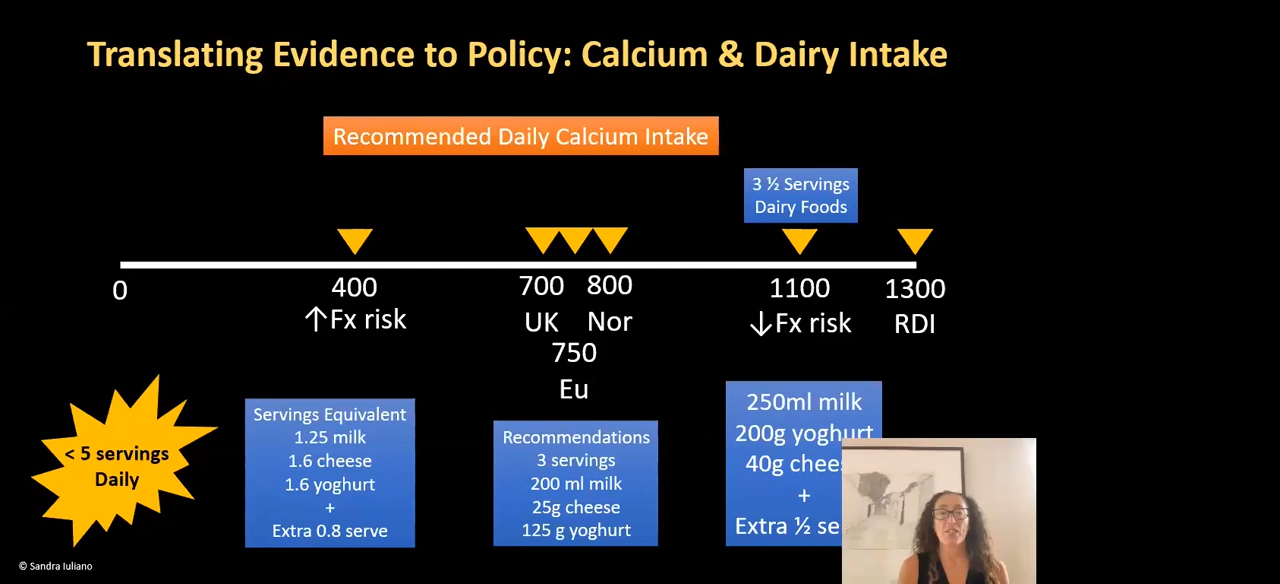 Translating Evidence to Policy: Calcium & Dairy Intake
Recommended Daily Calcium Intake
3 ½ Servings
Dairy Foods
0
400
↑Fx risk
700
UK
800
Nor
750
Eu
1100
↓Fx risk
1300
RDI
< 5 servings
Daily
Servings Equivalent
1.25 milk
1.6 cheese
1.6 yoghurt
+
Extra 0.8 serve
Recommendations
3 servings
200 ml milk
25g cheese
125 g yoghurt
250ml milk
200g yoghurt
40g
+
Extra ½
© Sandra Iuliano